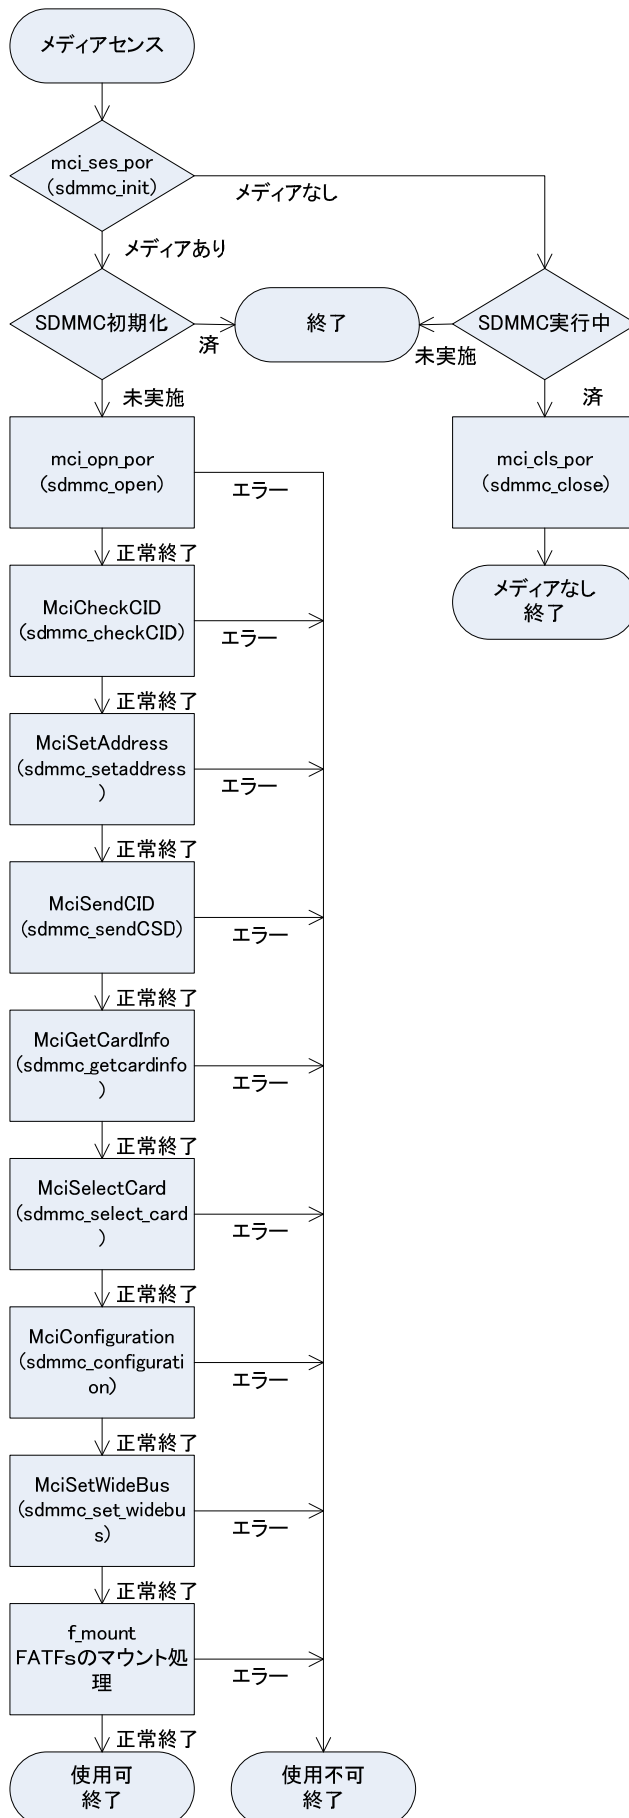 メディアセンス
mci_ses_por
(sdmmc_init)
メディアなし
メディアあり
SDMMC初期化
済
終了
未実施
SDMMC実行中
未実施
済
mci_opn_por
(sdmmc_open)
エラー
mci_cls_por
(sdmmc_close)
正常終了
メディアなし
終了
MciCheckCID
(sdmmc_checkCID)
エラー
正常終了
MciSetAddress
(sdmmc_setaddress
)
エラー
正常終了
MciSendCID
(sdmmc_sendCSD)
エラー
正常終了
MciGetCardInfo
(sdmmc_getcardinfo
)
エラー
正常終了
MciSelectCard
(sdmmc_select_card
)
エラー
正常終了
MciConfiguration
(sdmmc_configurati
on)
エラー
正常終了
MciSetWideBus
(sdmmc_set_widebu
s)
エラー
正常終了
f_mount
FATFsのマウント処
理
エラー
正常終了
使用可
終了
使用不可
終了